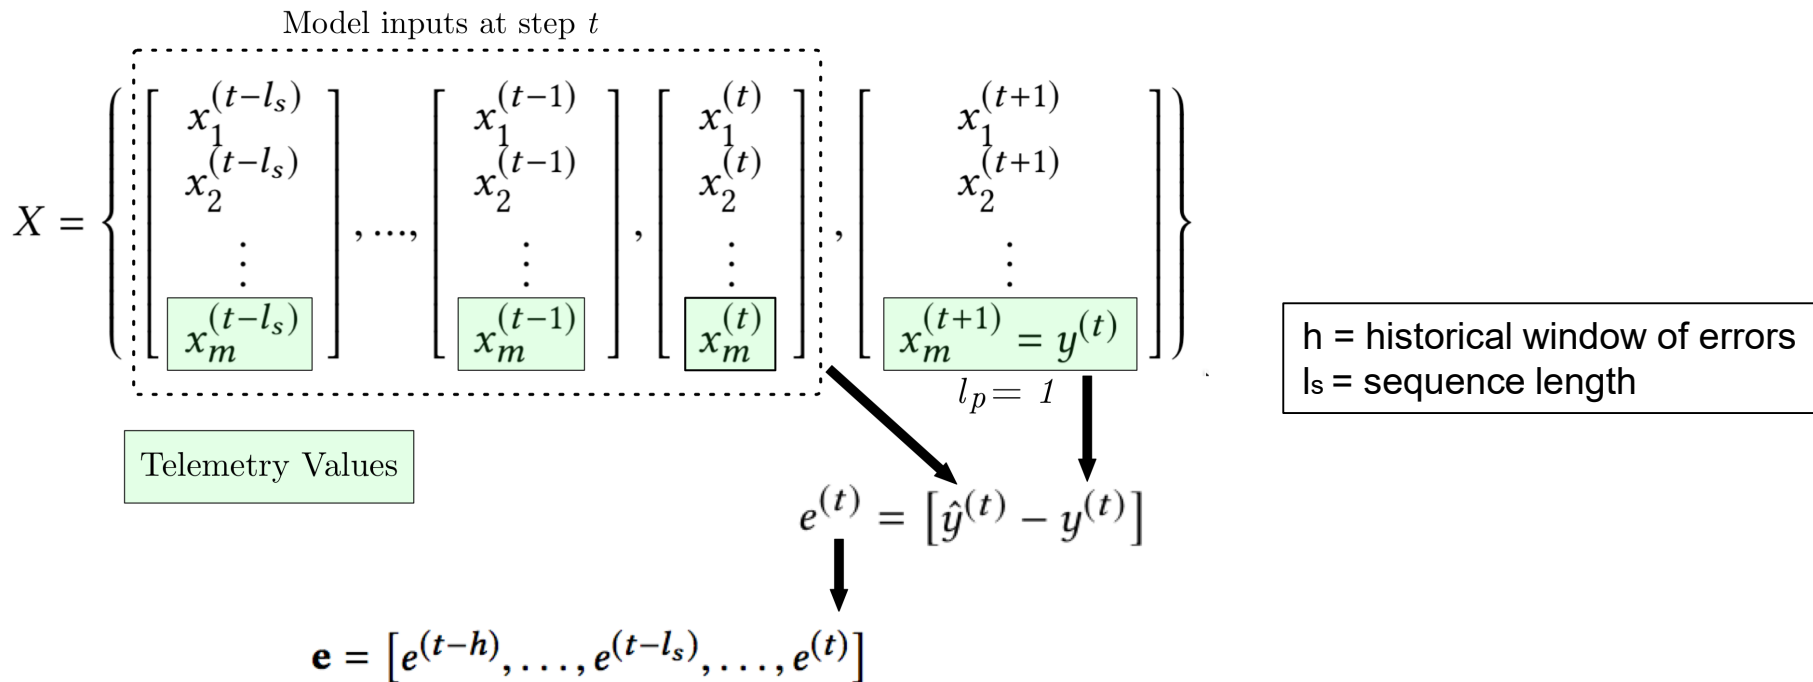 Model inputs at step t
X = { [ x_1^{(t-l_s)} x_2^{(t-l_s)} ⋮ x_m^{(t-l_s)} ] , ..., [ x_1^{(t-1)} x_2^{(t-1)} ⋮ x_m^{(t-1)} ] , [ x_1^{(t)} x_2^{(t)} ⋮ x_m^{(t)} ] , [ x_1^{(t+1)} x_2^{(t+1)} ⋮ x_m^{(t+1)} = y^{(t)} ] }
l_p = 1
h = historical window of errors
l_s = sequence length
Telemetry Values
e^{(t)} = [ŷ^{(t)} − y^{(t)}]
e = [e^{(t−h)}, . . . , e^{(t−l_s)}, . . . , e^{(t)}]